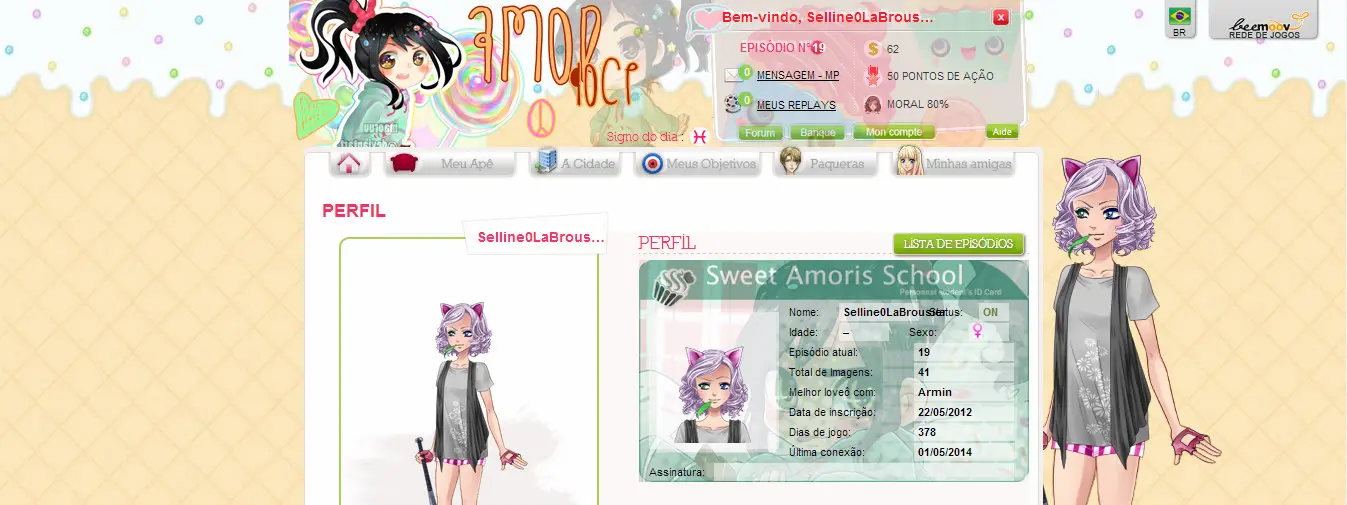 AMOR
DOCE
Bem-vindo, Selline0LaBrous…
x
EPISÓDIO Nº19
62
0 MENSAGEM - MP
50 PONTOS DE AÇÃO
0 MEUS REPLAYS
MORAL 80%
Signo do dia :
Forum
Banque
Mon compte
Aide
BR
beemoov
REDE DE JOGOS
Meu Apê
A Cidade
Meus Objetivos
Paqueras
Minhas amigas
PERFIL
Selline0LaBrous…
PERFIL
LISTA DE EPISÓDIOS
Sweet Amoris School
Permanent student's ID Card
Nome: Selline0LaBrousse
Status: ON
Idade: --
Sexo: ♀
Episódio atual: 19
Total de Imagens: 41
Melhor loveô com: Armin
Data de inscrição: 22/05/2012
Dias de jogo: 378
Última conexão: 01/05/2014
Assinatura: